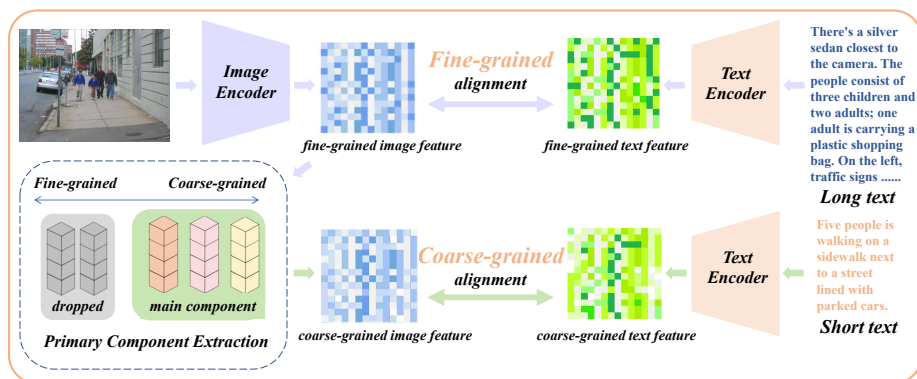 Image
Encoder
fine-grained image feature
Fine-grained
alignment
fine-grained text feature
Text
Encoder
There's a silver
sedan closest to
the camera. The
people consist of
three children and
two adults; one
adult is carrying a
plastic shopping
bag. On the left,
traffic signs ......
Long text
Fine-grained
Coarse-grained
dropped
main component
Primary Component Extraction
coarse-grained image feature
Coarse-grained
alignment
coarse-grained text feature
Text
Encoder
Five people is
walking on a
sidewalk next
to a street
lined with
parked cars.
Short text